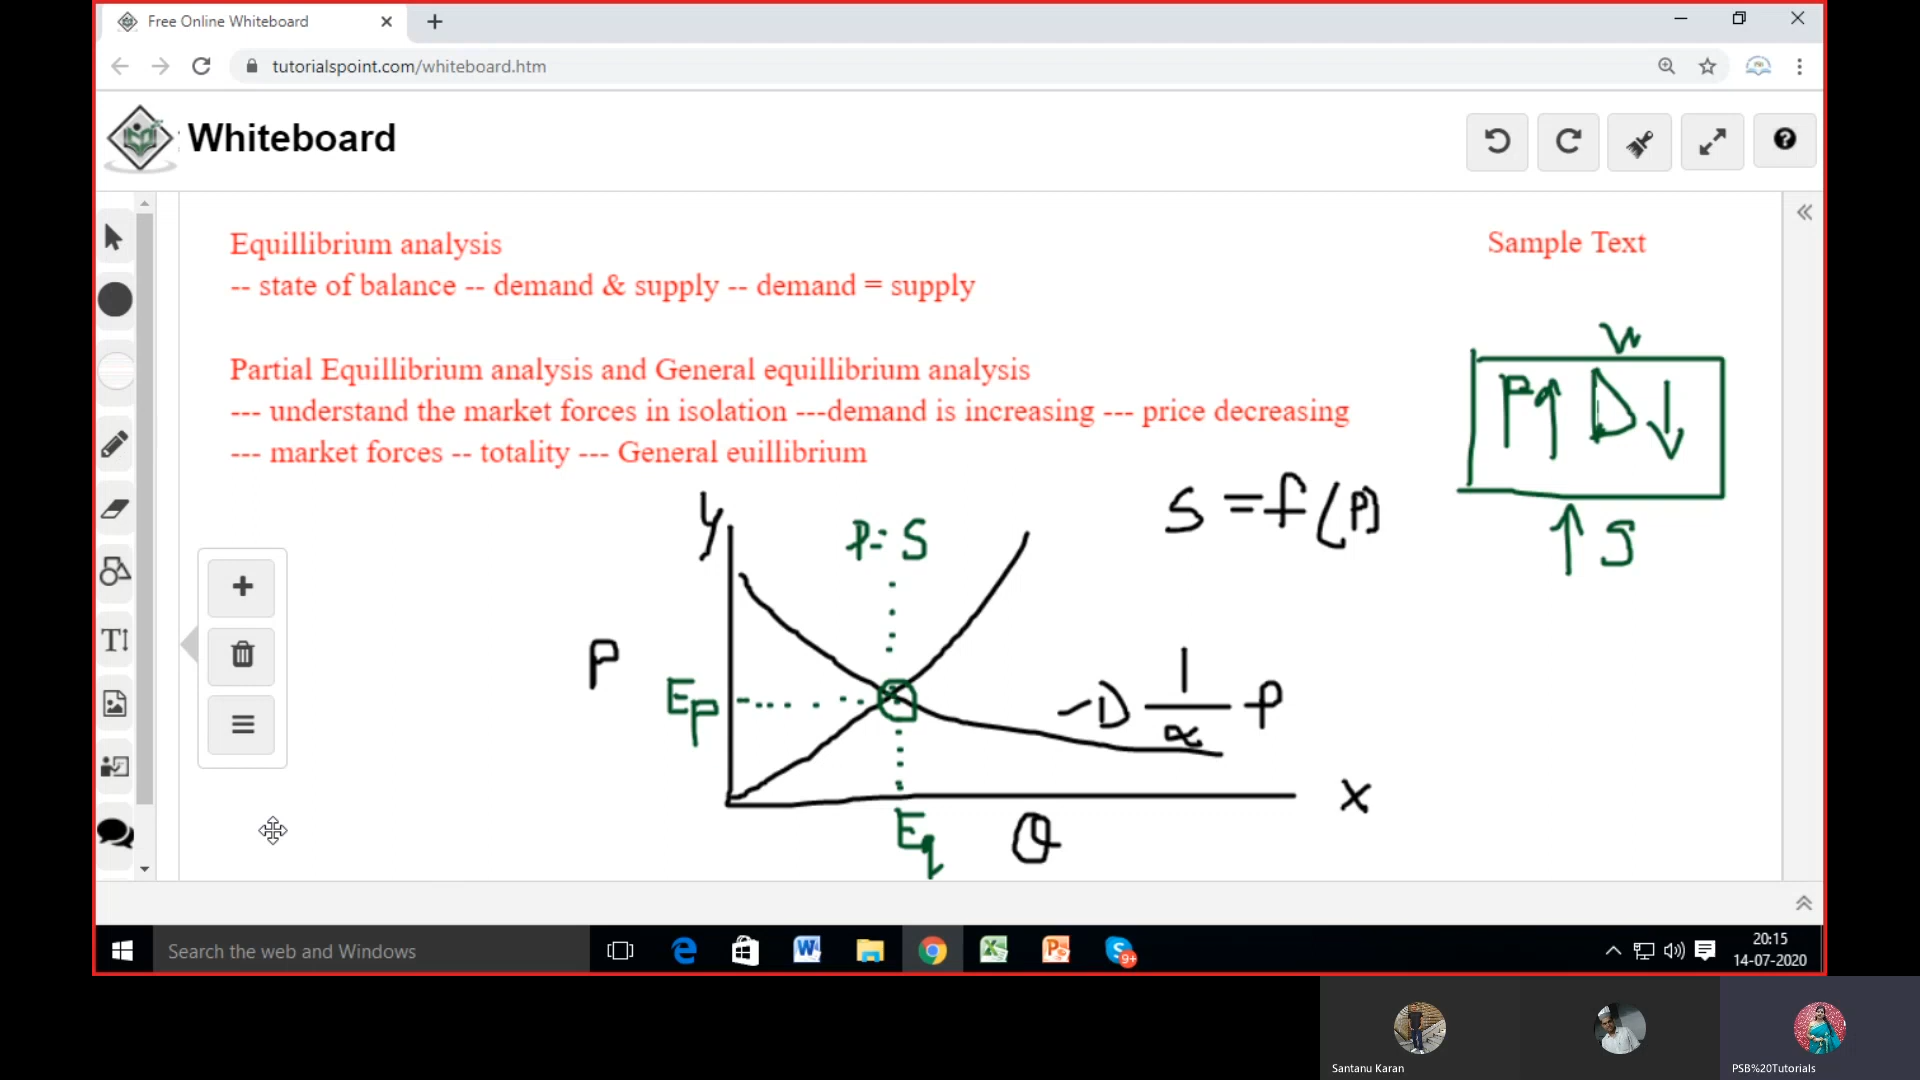 Free Online Whiteboard
tutorialspoint.com/whiteboard.htm
Whiteboard
Equillibrium analysis
-- state of balance -- demand & supply -- demand = supply
Sample Text
Partial Equillibrium analysis and General equillibrium analysis
--- understand the market forces in isolation ---demand is increasing --- price decreasing
--- market forces -- totality --- General euillibrium
D
S = f(P)
y
S
↑ S
P
Ep
D 1/α P
x
Eq
Q
Search the web and Windows
9+
20:15
14-07-2020
Santanu Karan
PSB%20Tutorials